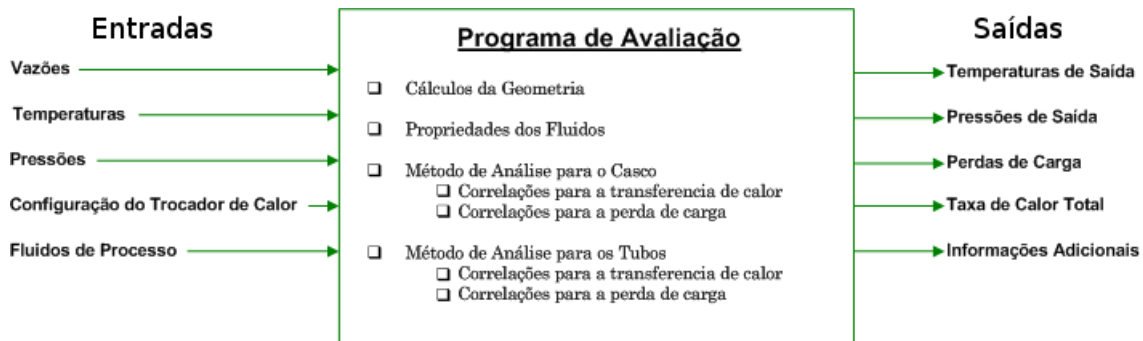 Entradas
Vazões
Temperaturas
Pressões
Configuração do Trocador de Calor
Fluidos de Processo
Programa de Avaliação
❑ Cálculos da Geometria
❑ Propriedades dos Fluidos
❑ Método de Análise para o Casco
❑ Correlações para a transferencia de calor
❑ Correlações para a perda de carga
❑ Método de Análise para os Tubos
❑ Correlações para a transferencia de calor
❑ Correlações para a perda de carga
Saídas
Temperaturas de Saída
Pressões de Saída
Perdas de Carga
Taxa de Calor Total
Informações Adicionais